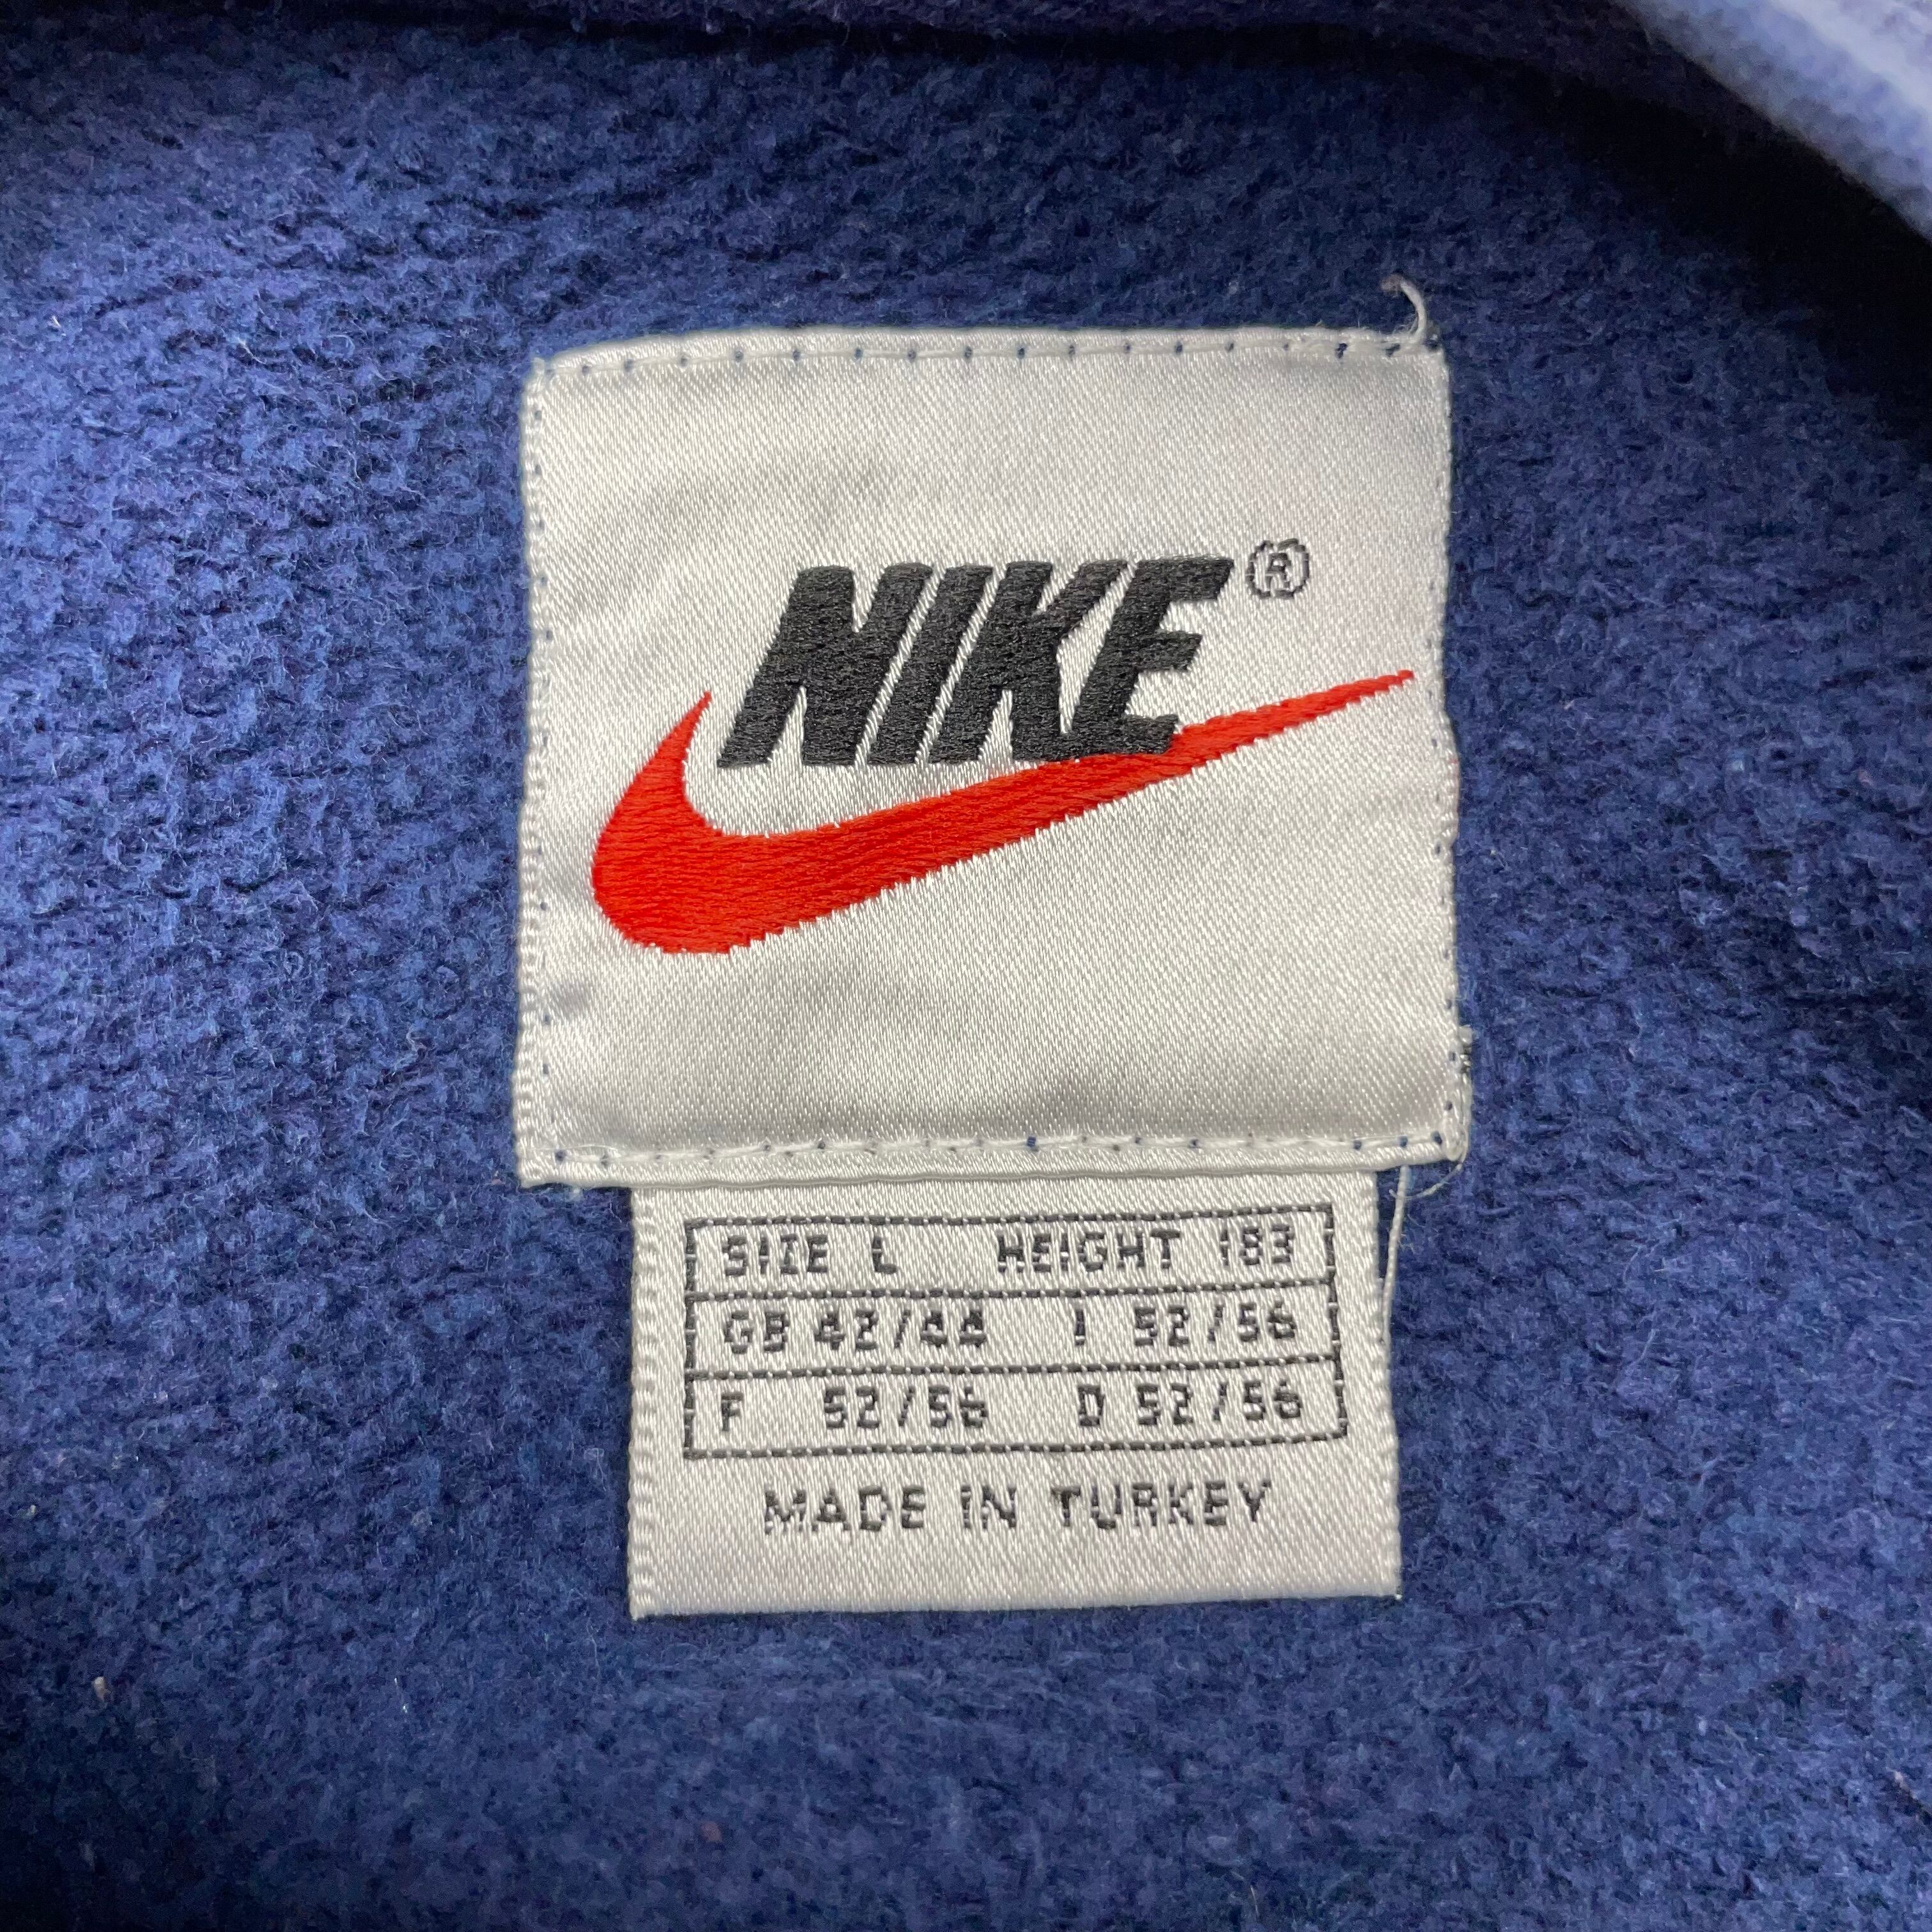 NIKE®
SIZE L HEIGHT 183
GB 42/44 I 52/56
F 52/56 D 52/56
MADE IN TURKEY